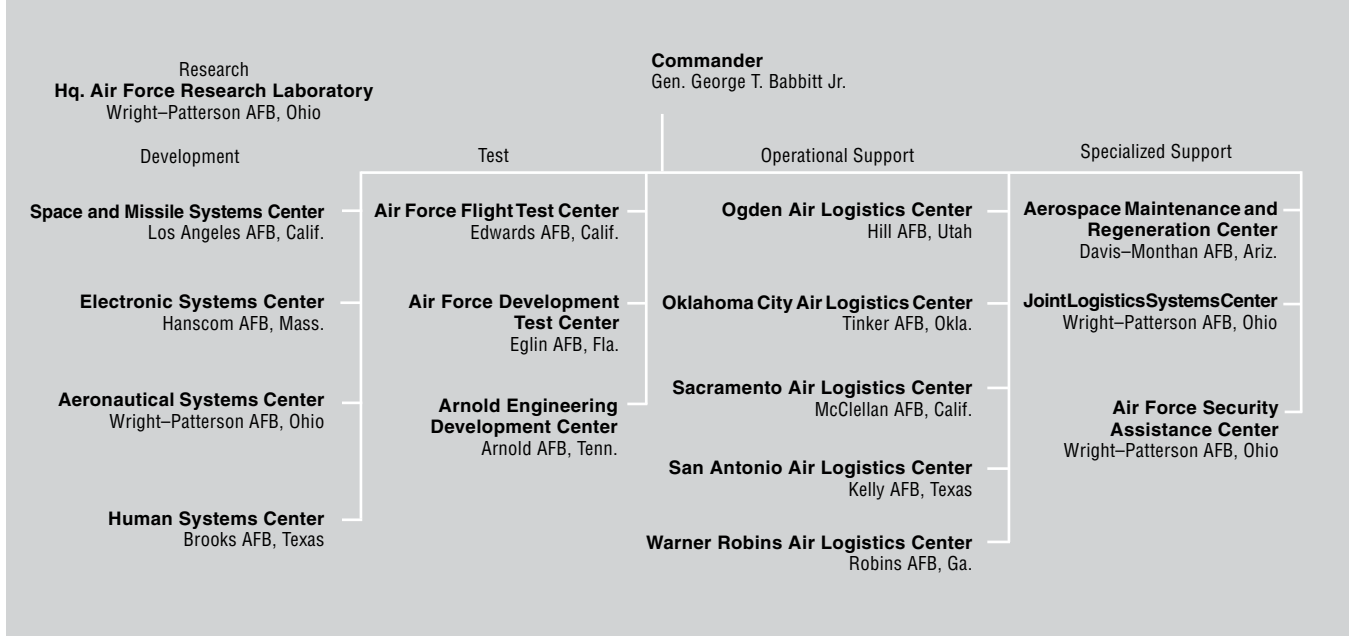 Commander
Gen. George T. Babbitt Jr.
Research
Hq. Air Force Research Laboratory
Wright–Patterson AFB, Ohio
Development
Space and Missile Systems Center
Los Angeles AFB, Calif.
Electronic Systems Center
Hanscom AFB, Mass.
Aeronautical Systems Center
Wright–Patterson AFB, Ohio
Human Systems Center
Brooks AFB, Texas
Test
Air Force Flight Test Center
Edwards AFB, Calif.
Air Force Development
Test Center
Eglin AFB, Fla.
Arnold Engineering
Development Center
Arnold AFB, Tenn.
Operational Support
Ogden Air Logistics Center
Hill AFB, Utah
Oklahoma City Air Logistics Center
Tinker AFB, Okla.
Sacramento Air Logistics Center
McClellan AFB, Calif.
San Antonio Air Logistics Center
Kelly AFB, Texas
Warner Robins Air Logistics Center
Robins AFB, Ga.
Specialized Support
Aerospace Maintenance and
Regeneration Center
Davis–Monthan AFB, Ariz.
Joint Logistics Systems Center
Wright–Patterson AFB, Ohio
Air Force Security
Assistance Center
Wright–Patterson AFB, Ohio